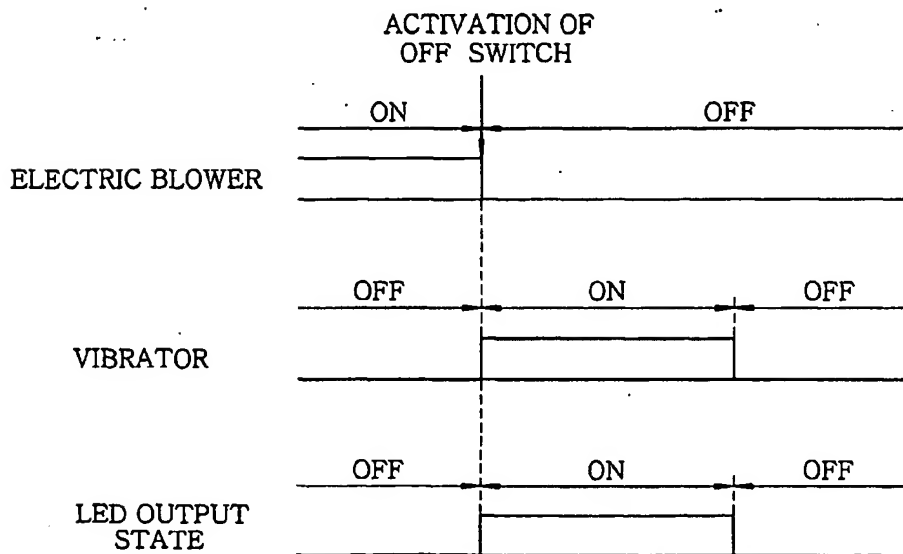 ACTIVATION OF
OFF SWITCH
ON OFF
ELECTRIC BLOWER
OFF ON OFF
VIBRATOR
OFF ON OFF
LED OUTPUT
STATE